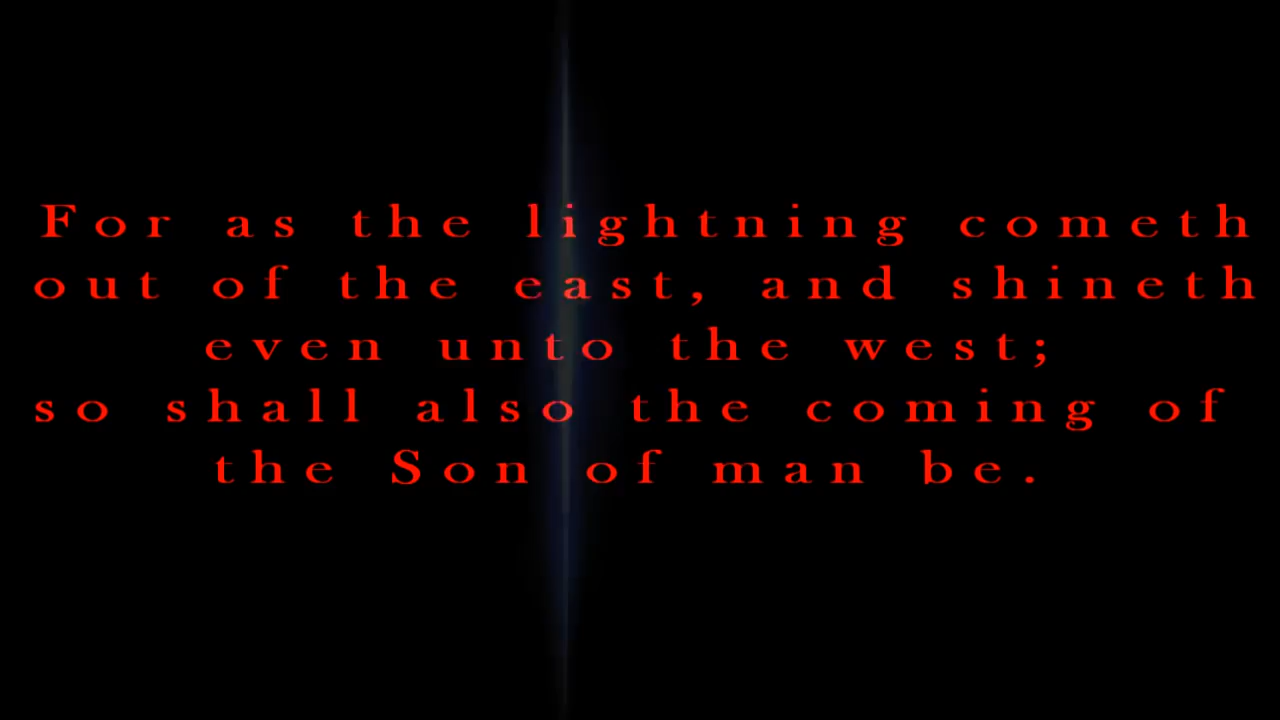 For as the lightning cometh
out of the east, and shineth
even unto the west;
so shall also the coming of
the Son of man be.